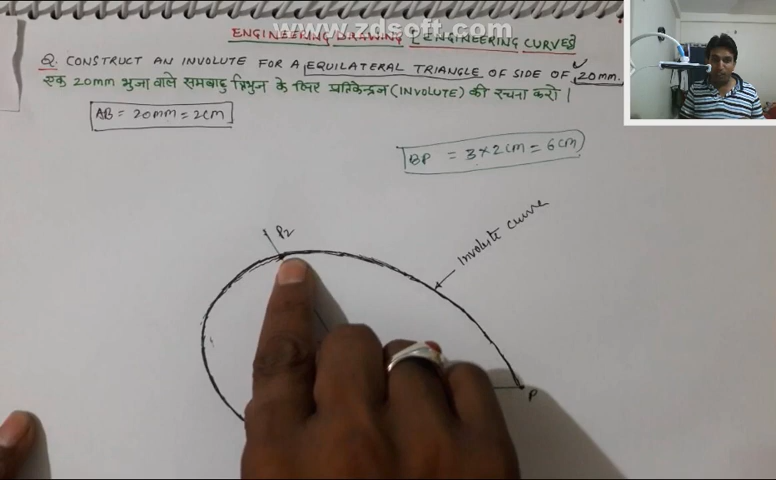 www.zdsoft.com
ENGINEERING DRAWING [ENGINEERING CURVES]
Q. CONSTRUCT AN INVOLUTE FOR A EQUILATERAL TRIANGLE OF SIDE OF 20mm.
एक 20mm भुजा वाले समबाहु त्रिभुज के लिए प्रतिकेन्द्रज (INVOLUTE) की रचना करो |
AB = 20mm = 2cm
BP = 3×2cm = 6cm
Involute curve
P2
P